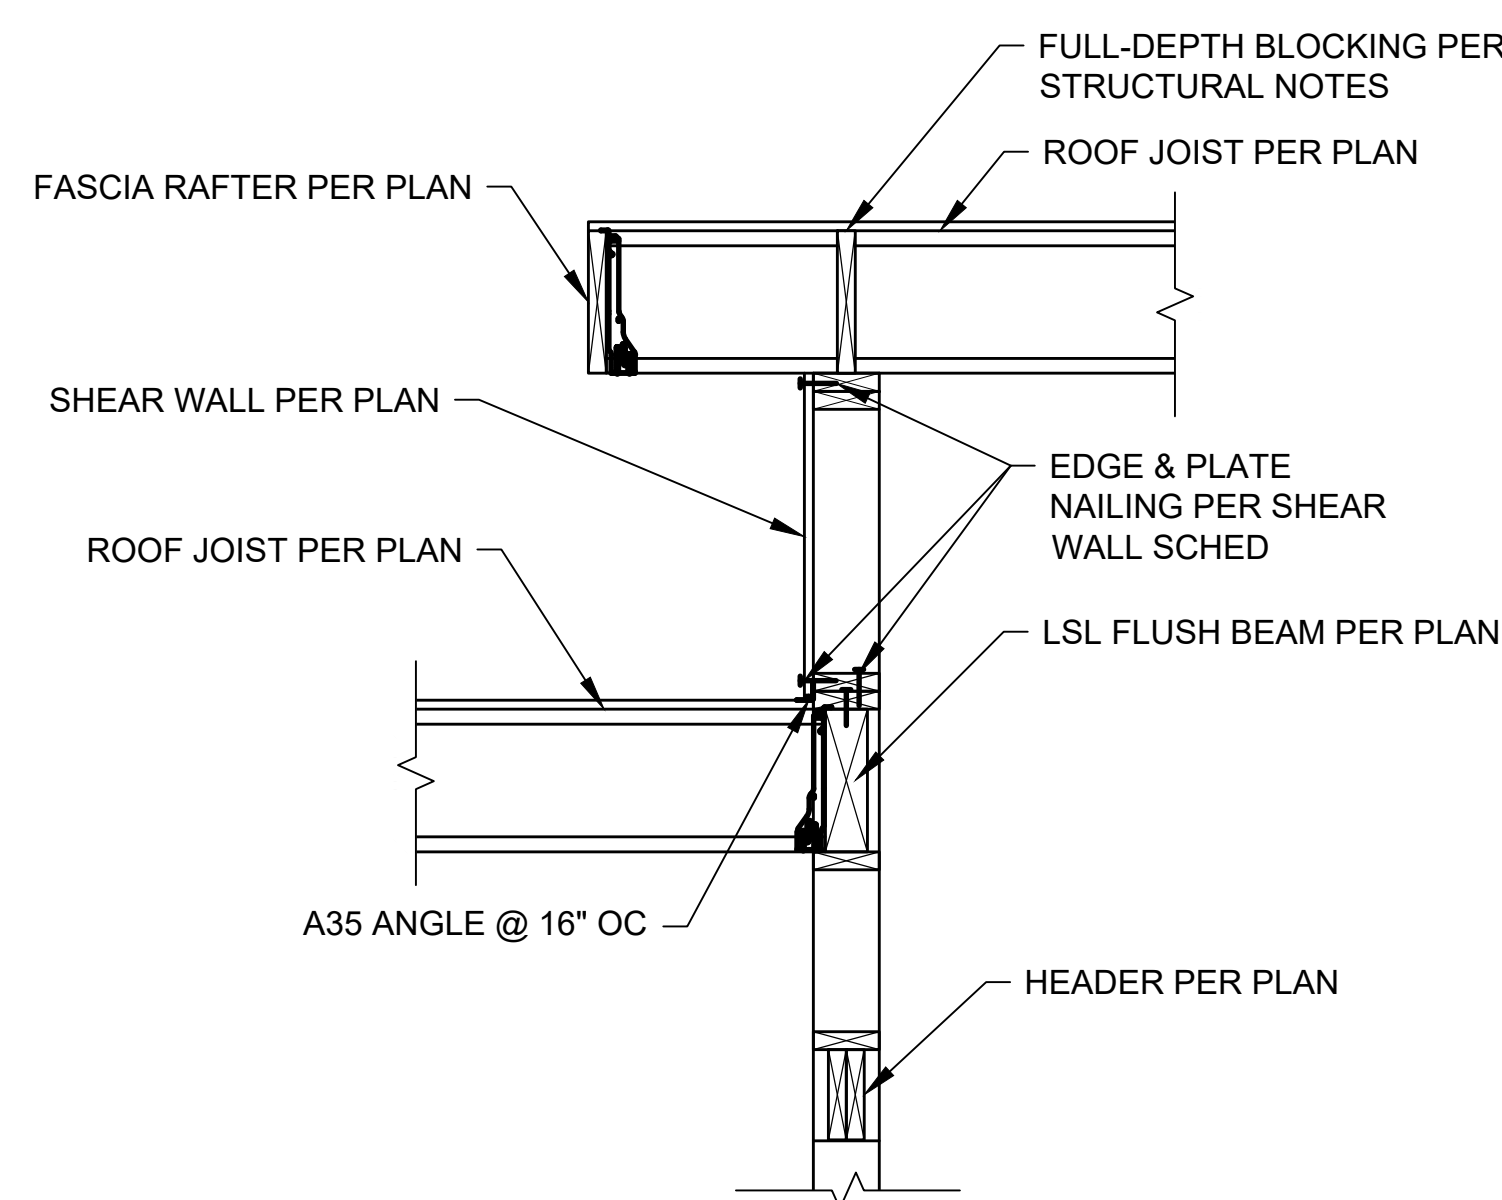 FULL-DEPTH BLOCKING PER
STRUCTURAL NOTES
ROOF JOIST PER PLAN
FASCIA RAFTER PER PLAN
SHEAR WALL PER PLAN
EDGE & PLATE
NAILING PER SHEAR
WALL SCHED
ROOF JOIST PER PLAN
LSL FLUSH BEAM PER PLAN
A35 ANGLE @ 16" OC
HEADER PER PLAN